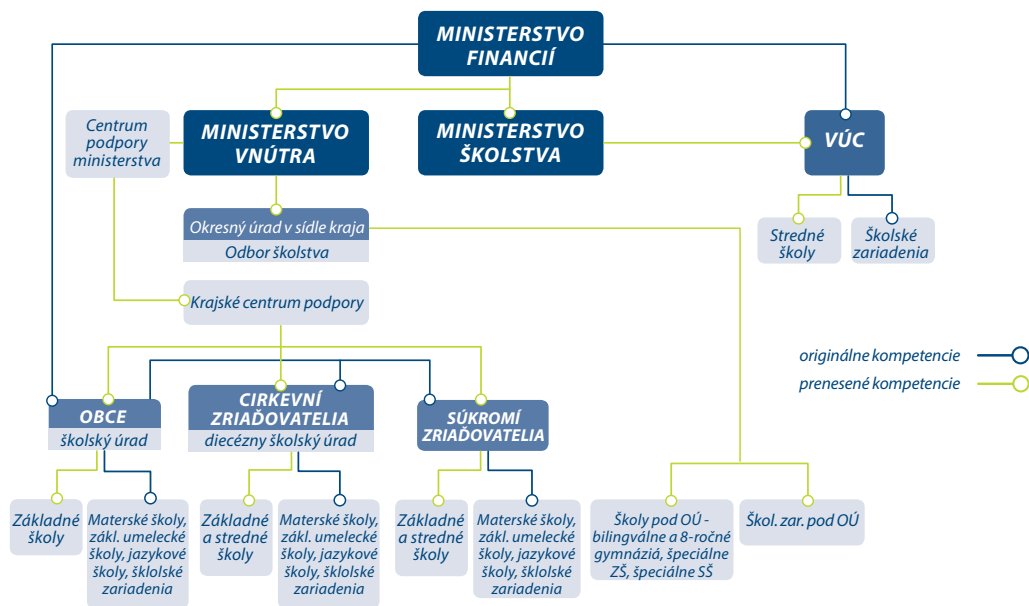 MINISTERSTVO
FINANCIÍ
Centrum
podpory
ministerstva
MINISTERSTVO
VNÚTRA
MINISTERSTVO
ŠKOLSTVA
VÚC
Okresný úrad v sídle kraja
Odbor školstva
Stredné
školy
Školské
zariadenia
Krajské centrum podpory
originálne kompetencie
prenesené kompetencie
OBCE
školský úrad
CIRKEVNÍ
ZRIAĎOVATELIA
diecézny školský úrad
SÚKROMÍ
ZRIAĎOVATELIA
Základné
školy
Materské školy,
zákl. umelecké
školy, jazykové
školy, šklolské
zariadenia
Základné
a stredné
školy
Materské školy,
zákl. umelecké
školy, jazykové
školy, šklolské
zariadenia
Základné
a stredné
školy
Materské školy,
zákl. umelecké
školy, jazykové
školy, šklolské
zariadenia
Školy pod OÚ -
bilingválne a 8-ročné
gymnáziá, špeciálne
ZŠ, špeciálne SŠ
Škol. zar. pod OÚ